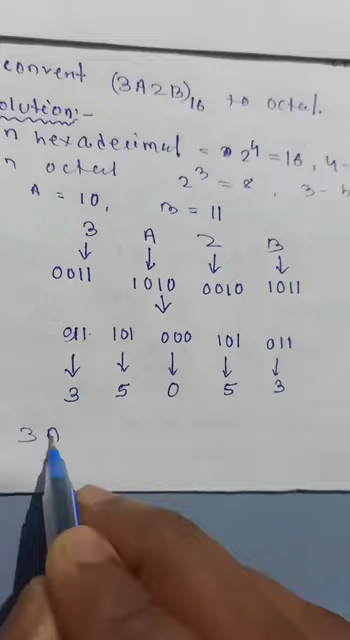 convert (3A2B)16 to octal.
olution:-
n hexadecimal = 2^4 = 16, 4-
n octal 2^3 = 8, 3-b
A = 10, B = 11
3 A 2 B
↓ ↓ ↓ ↓
0011 1010 0010 1011
↓
011 101 000 101 011
↓ ↓ ↓ ↓ ↓
3 5 0 5 3
3